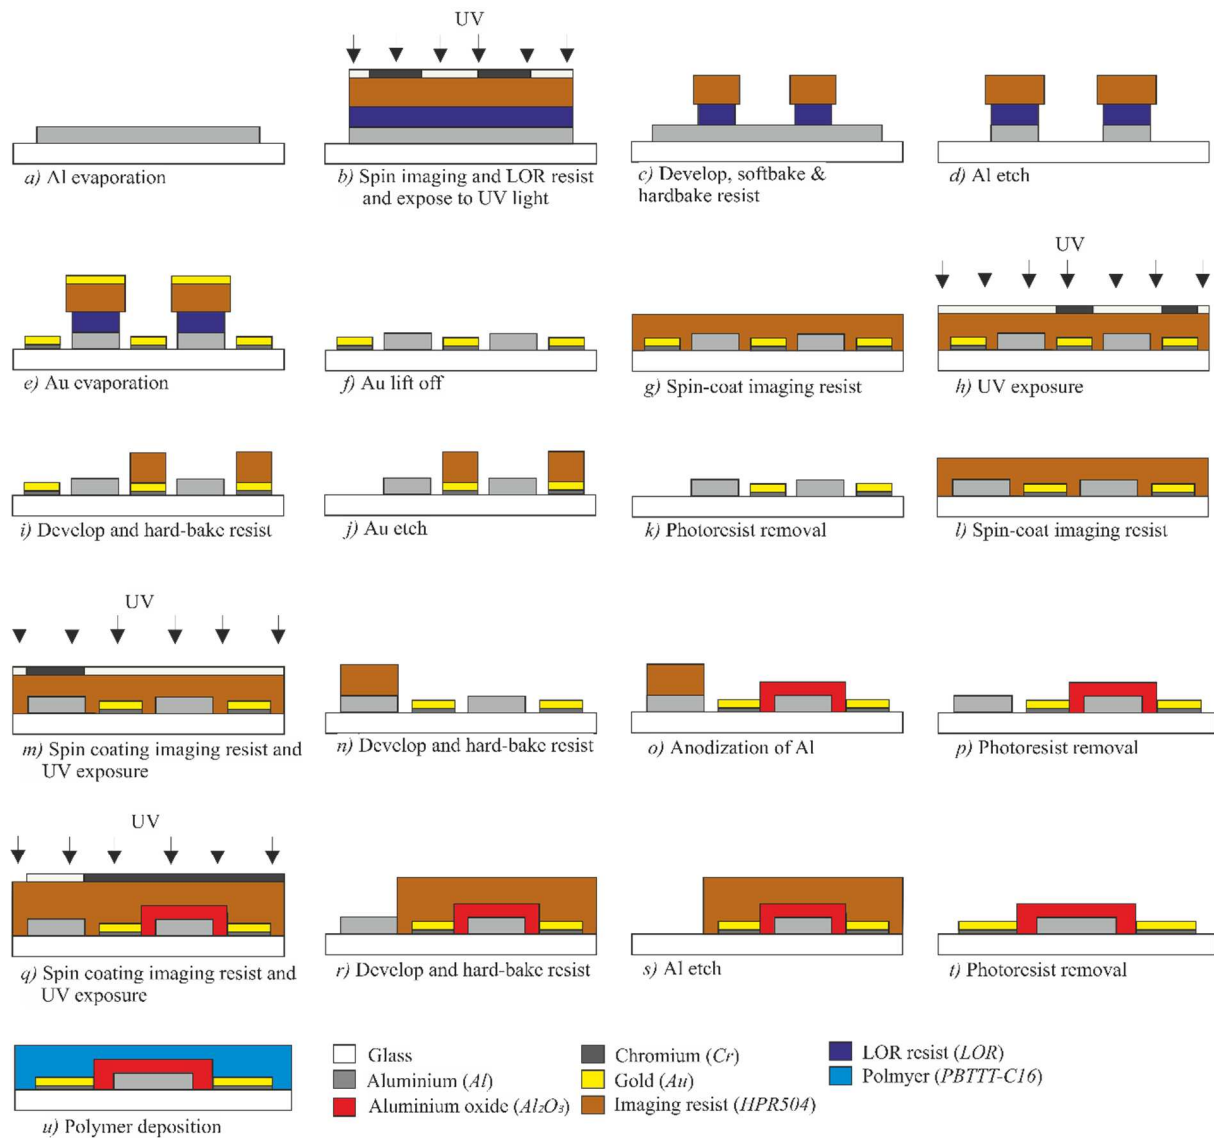 UV
a) Al evaporation
b) Spin imaging and LOR resist
and expose to UV light
c) Develop, softbake &
hardbake resist
d) Al etch
UV
e) Au evaporation
f) Au lift off
g) Spin-coat imaging resist
h) UV exposure
i) Develop and hard-bake resist
j) Au etch
k) Photoresist removal
l) Spin-coat imaging resist
UV
m) Spin coating imaging resist and
UV exposure
n) Develop and hard-bake resist
o) Anodization of Al
p) Photoresist removal
UV
q) Spin coating imaging resist and
UV exposure
r) Develop and hard-bake resist
s) Al etch
t) Photoresist removal
u) Polymer deposition
Glass
Aluminium (Al)
Aluminium oxide (Al₂O₃)
Chromium (Cr)
Gold (Au)
Imaging resist (HPR504)
LOR resist (LOR)
Polmyer (PBTTT-C16)